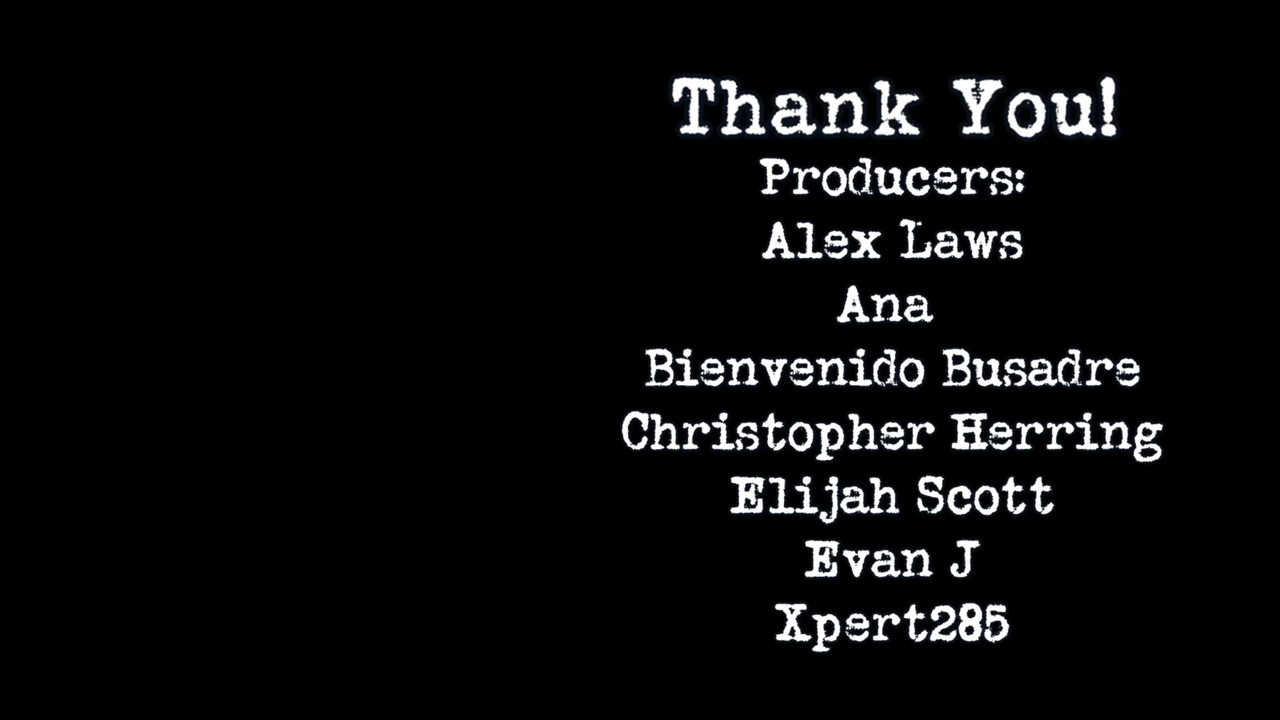 Thank You!
Producers:
Alex Laws
Ana
Bienvenido Busadre
Christopher Herring
Elijah Scott
Evan J
Xpert285